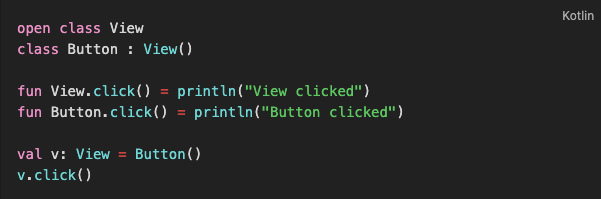 Kotlin
open class View
class Button : View()
fun View.click() = println("View clicked")
fun Button.click() = println("Button clicked")
val v: View = Button()
v.click()